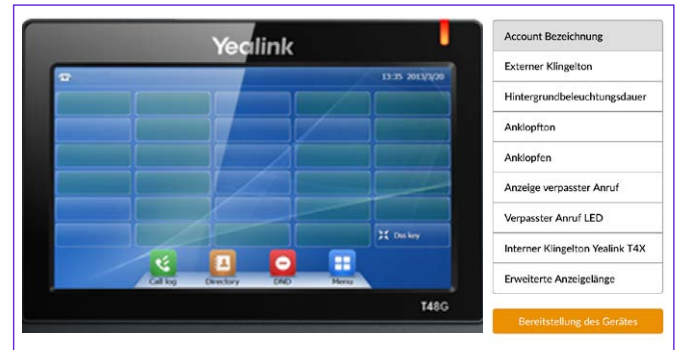 Yealink
13:35 2013/3/20
Dss key
Call log
Directory
DND
Menu
T48G
Account Bezeichnung
Externer Klingelton
Hintergrundbeleuchtungsdauer
Anklopfton
Anklopfen
Anzeige verpasster Anruf
Verpasster Anruf LED
Interner Klingelton Yealink T4X
Erweiterte Anzeigelänge
Bereitstellung des Gerätes